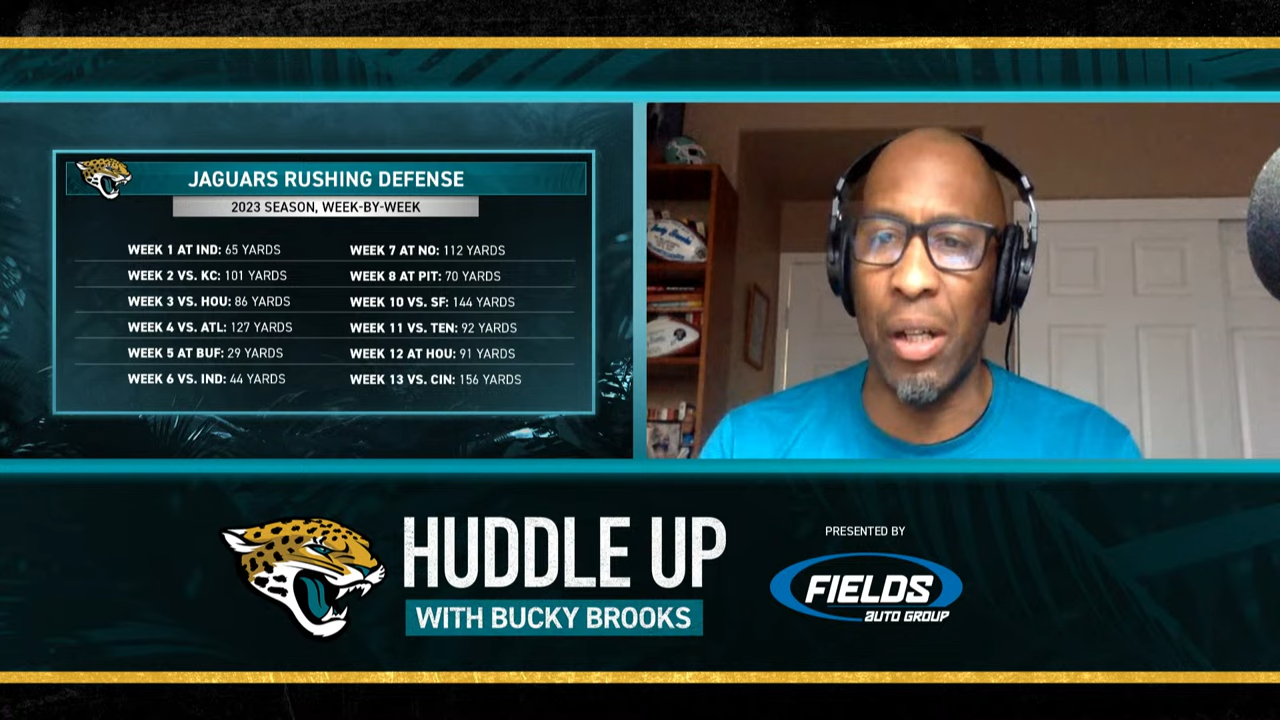 JAGUARS RUSHING DEFENSE
2023 SEASON, WEEK-BY-WEEK
WEEK 1 AT IND: 65 YARDS
WEEK 2 VS. KC: 101 YARDS
WEEK 3 VS. HOU: 86 YARDS
WEEK 4 VS. ATL: 127 YARDS
WEEK 5 AT BUF: 29 YARDS
WEEK 6 VS. IND: 44 YARDS
WEEK 7 AT NO: 112 YARDS
WEEK 8 AT PIT: 70 YARDS
WEEK 10 VS. SF: 144 YARDS
WEEK 11 VS. TEN: 92 YARDS
WEEK 12 AT HOU: 91 YARDS
WEEK 13 VS. CIN: 156 YARDS
HUDDLE UP
WITH BUCKY BROOKS
PRESENTED BY
FIELDS
AUTO GROUP